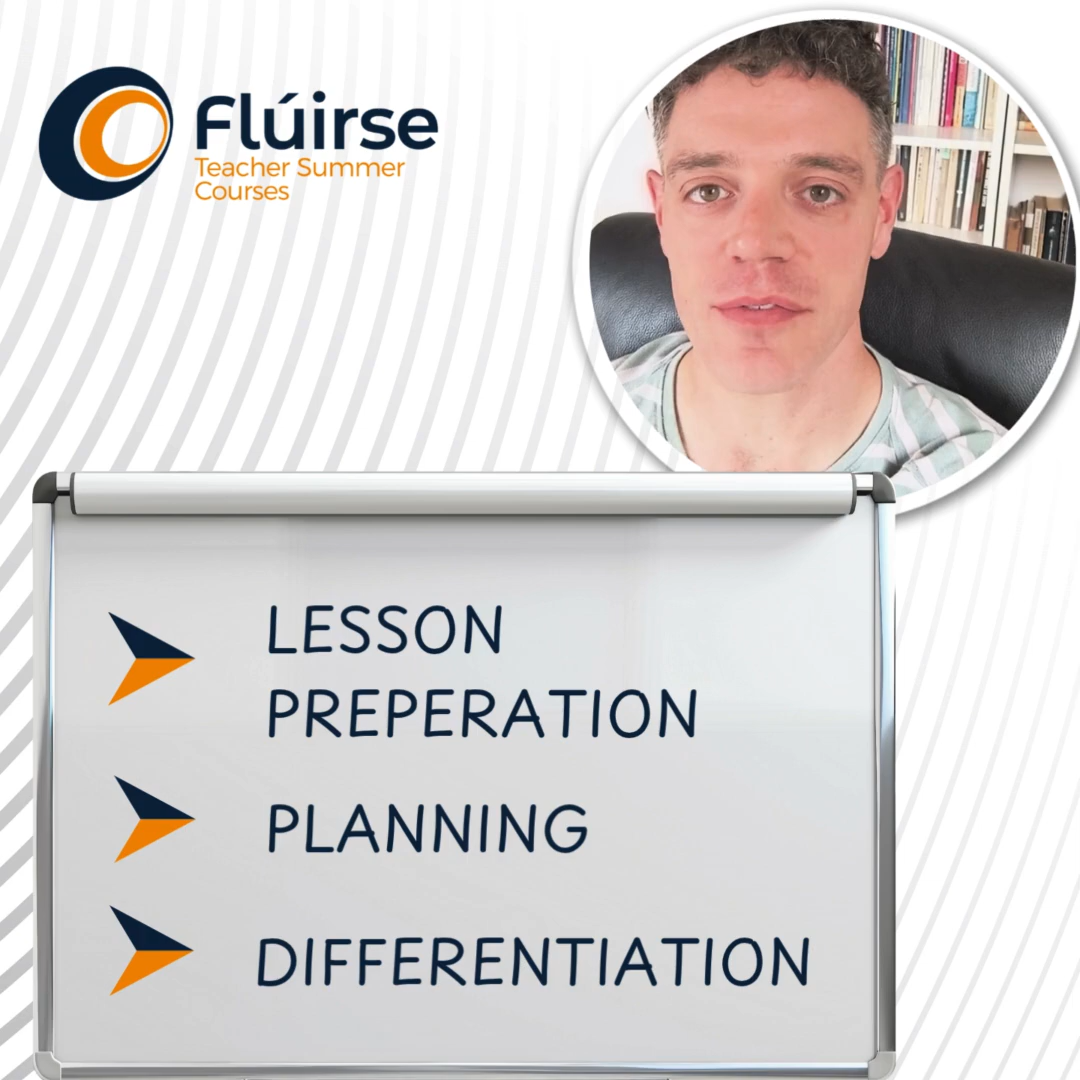 Flúirse
Teacher Summer
Courses
LESSON
PREPERATION
PLANNING
DIFFERENTIATION